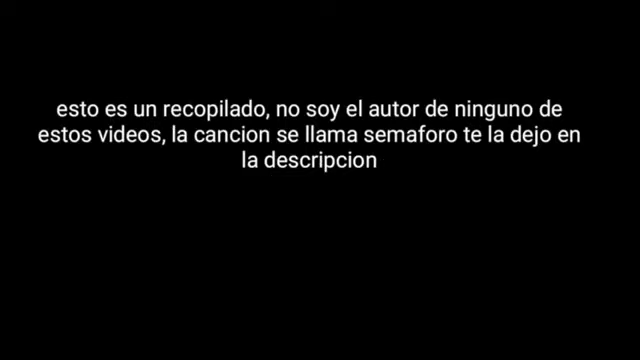 esto es un recopilado, no soy el autor de ninguno de
estos videos, la cancion se llama semaforo te la dejo en
la descripcion